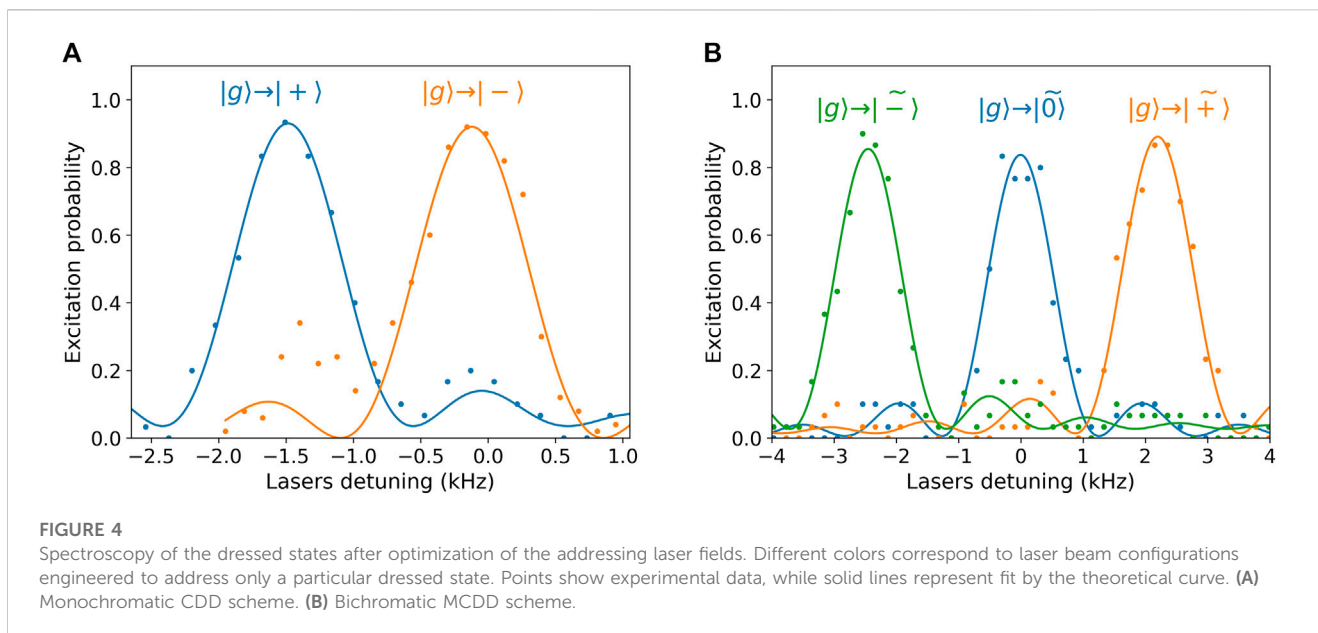 A
B
|g⟩→| + ⟩
|g⟩→| − ⟩
Excitation probability
1.0
0.8
0.6
0.4
0.2
0.0
−2.5 −2.0 −1.5 −1.0 −0.5 0.0 0.5 1.0
Lasers detuning (kHz)
|g⟩→| −̃ ⟩
|g⟩→|0̃⟩
|g⟩→| +̃ ⟩
Excitation probability
1.0
0.8
0.6
0.4
0.2
0.0
−4 −3 −2 −1 0 1 2 3 4
Lasers detuning (kHz)
FIGURE 4
Spectroscopy of the dressed states after optimization of the addressing laser fields. Different colors correspond to laser beam configurations
engineered to address only a particular dressed state. Points show experimental data, while solid lines represent fit by the theoretical curve. (A)
Monochromatic CDD scheme. (B) Bichromatic MCDD scheme.